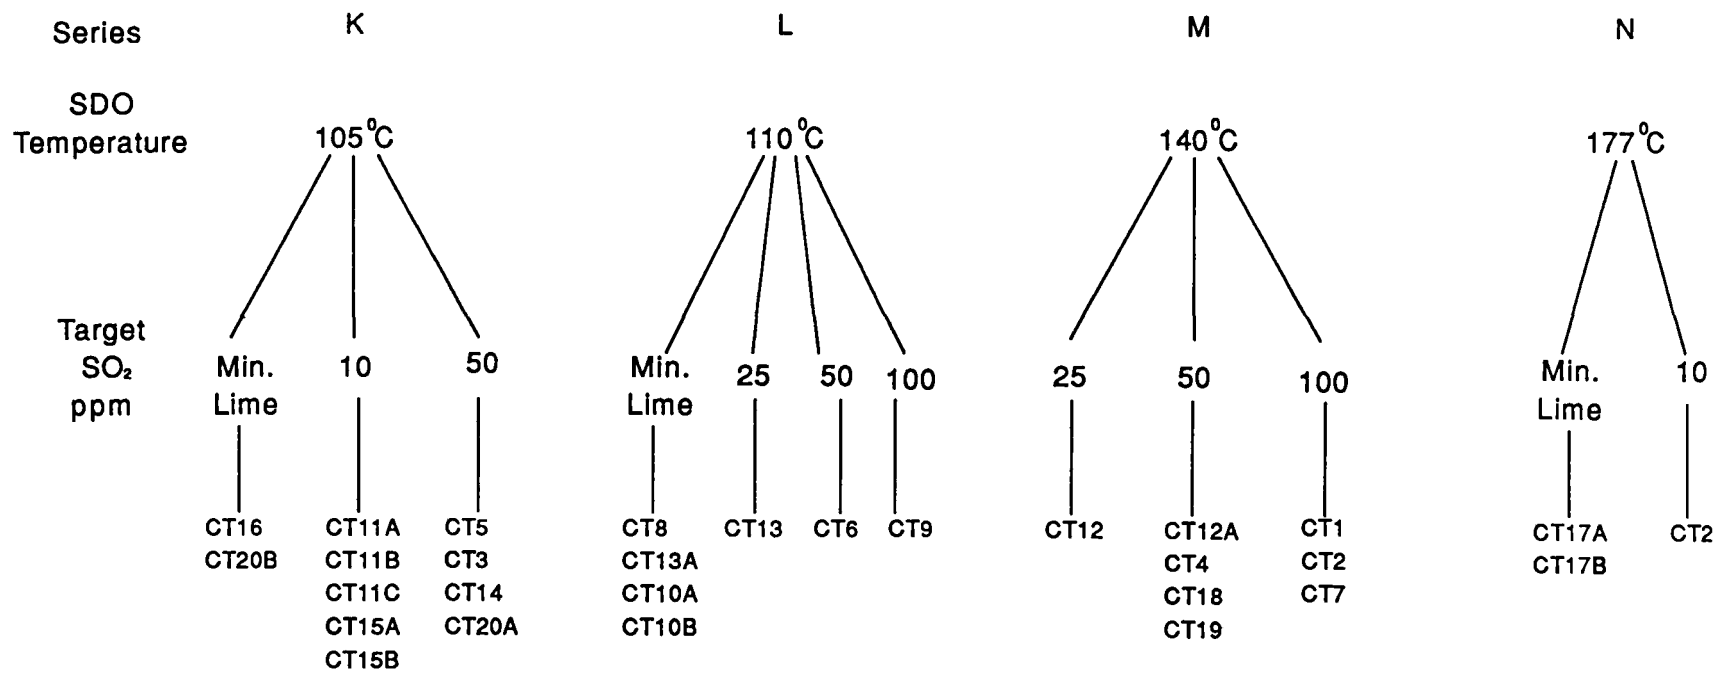 Series K L M N
SDO
Temperature 105°C 110°C 140°C 177°C
Target
SO₂
ppm
Min. 10 50 Min. 25 50 100 25 50 100 Min. 10
Lime Lime Lime
CT16 CT11A CT5 CT8 CT13 CT6 CT9 CT12 CT12A CT1 CT17A CT2
CT20B CT11B CT3 CT13A CT4 CT2 CT17B
CT11C CT14 CT10A CT18 CT7
CT15A CT20A CT10B CT19
CT15B